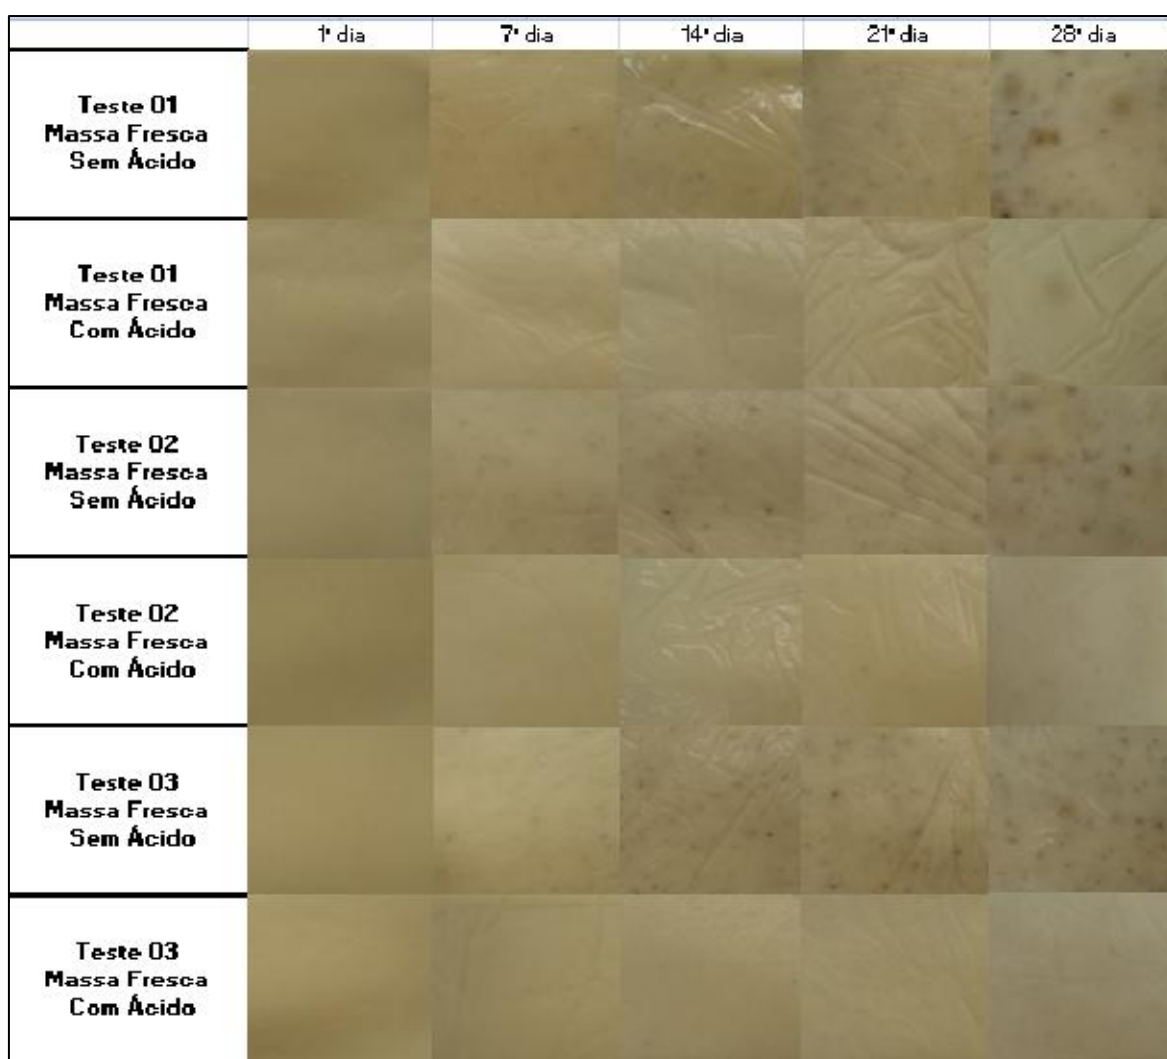 1º dia
7º dia
14º dia
21º dia
28º dia
Teste 01
Massa Fresca
Sem Ácido
Teste 01
Massa Fresca
Com Ácido
Teste 02
Massa Fresca
Sem Ácido
Teste 02
Massa Fresca
Com Ácido
Teste 03
Massa Fresca
Sem Ácido
Teste 03
Massa Fresca
Com Ácido